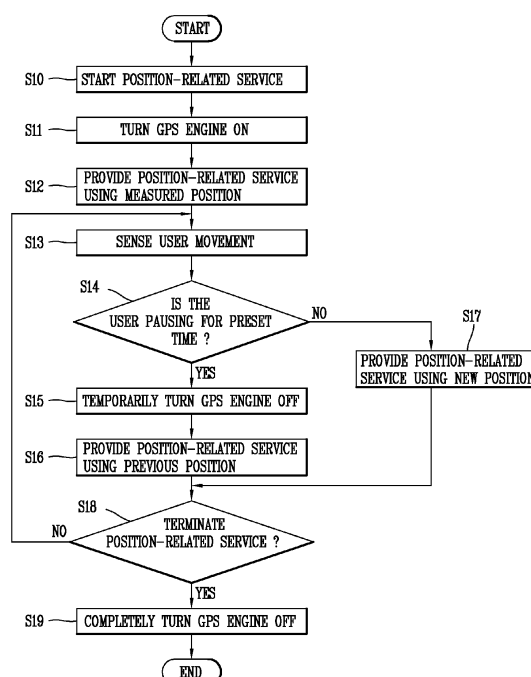 START
S10
START POSITION-RELATED SERVICE
S11
TURN GPS ENGINE ON
S12
PROVIDE POSITION-RELATED SERVICE
USING MEASURED POSITION
S13
SENSE USER MOVEMENT
S14
IS THE
USER PAUSING FOR PRESET
TIME ?
NO
S17
PROVIDE POSITION-RELATED
SERVICE USING NEW POSITION
YES
S15
TEMPORARILY TURN GPS ENGINE OFF
S16
PROVIDE POSITION-RELATED SERVICE
USING PREVIOUS POSITION
S18
NO
TERMINATE
POSITION-RELATED SERVICE ?
YES
S19
COMPLETELY TURN GPS ENGINE OFF
END